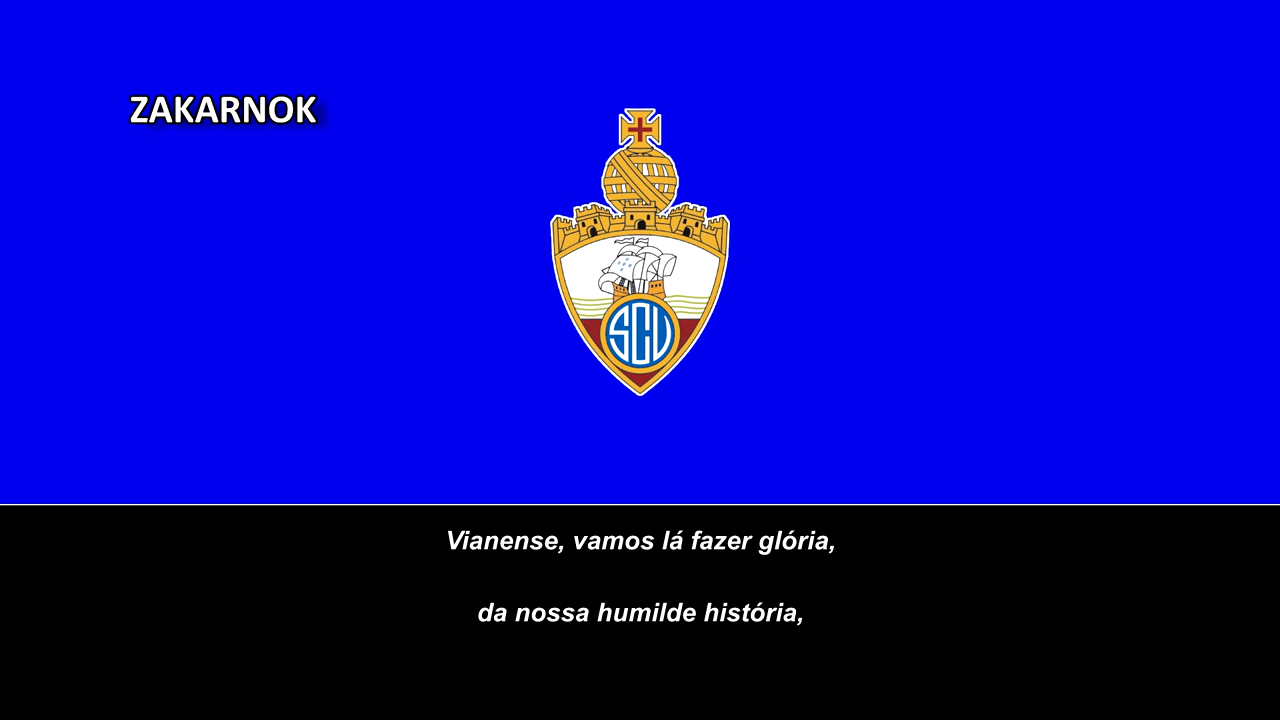 ZAKARNOK
SCV
Vianense, vamos lá fazer glória,
da nossa humilde história,